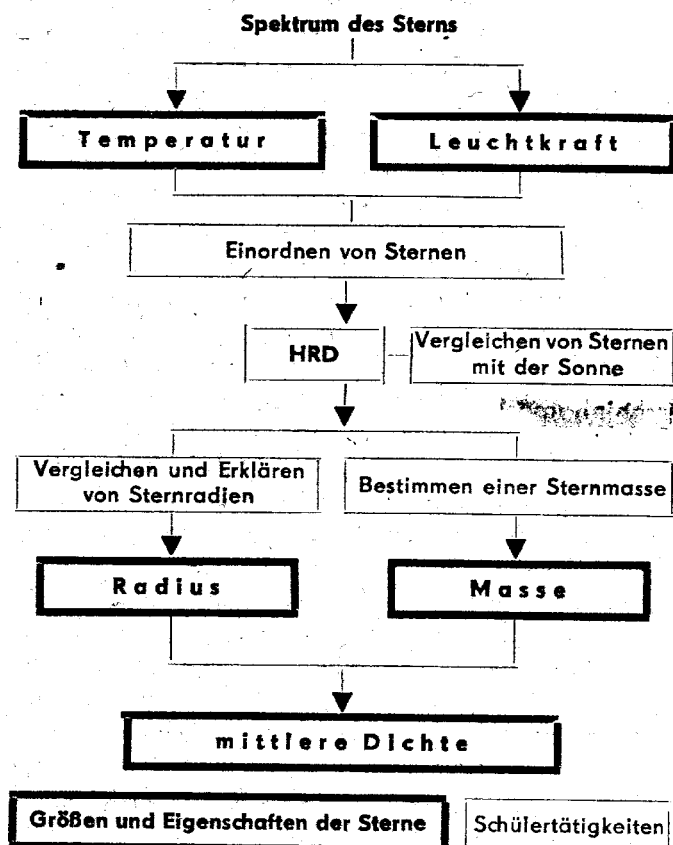 Spektrum des Sterns
Temperatur
Leuchtkraft
Einordnen von Sternen
HRD
Vergleichen von Sternen
mit der Sonne
Vergleichen und Erklären
von Sternradien
Bestimmen einer Sternmasse
Radius
Masse
mittlere Dichte
Größen und Eigenschaften der Sterne
Schülertätigkeiten